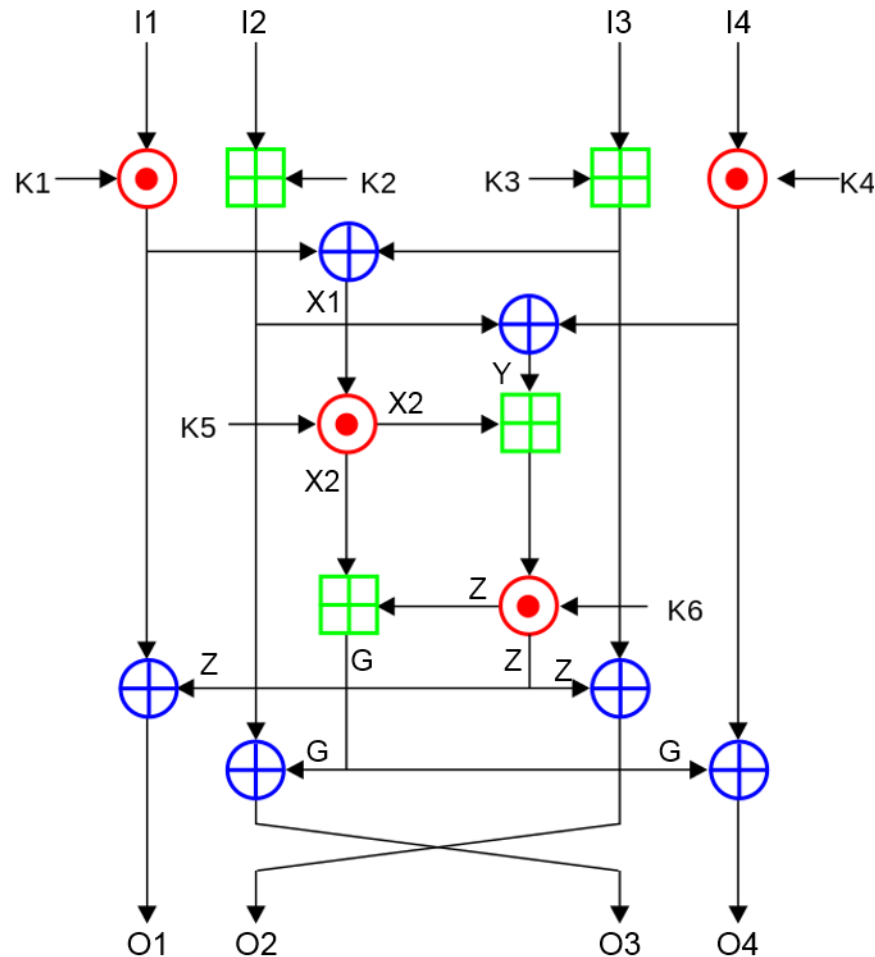 I1 I2 I3 I4
K1 K2 K3 K4
X1
Y
K5 X2
X2
Z K6
G Z
Z Z
G G
O1 O2 O3 O4